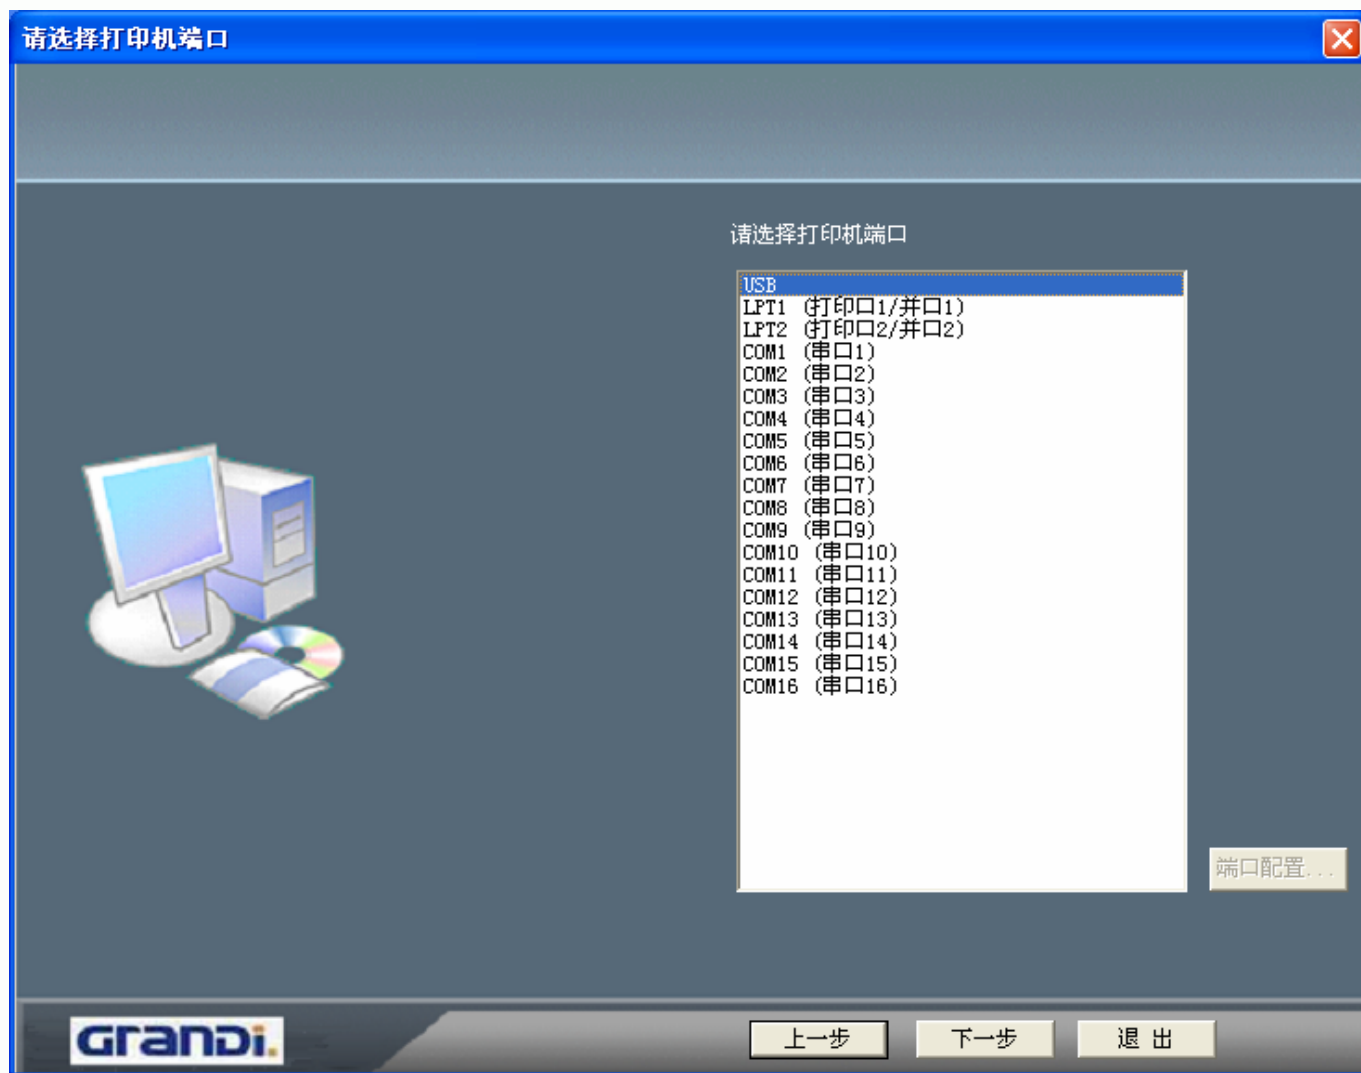 请选择打印机端口
请选择打印机端口
USB
LPT1 (打印口1/并口1)
LPT2 (打印口2/并口2)
COM1 (串口1)
COM2 (串口2)
COM3 (串口3)
COM4 (串口4)
COM5 (串口5)
COM6 (串口6)
COM7 (串口7)
COM8 (串口8)
COM9 (串口9)
COM10 (串口10)
COM11 (串口11)
COM12 (串口12)
COM13 (串口13)
COM14 (串口14)
COM15 (串口15)
COM16 (串口16)
端口配置...
GranDi.
上一步 下一步 退 出